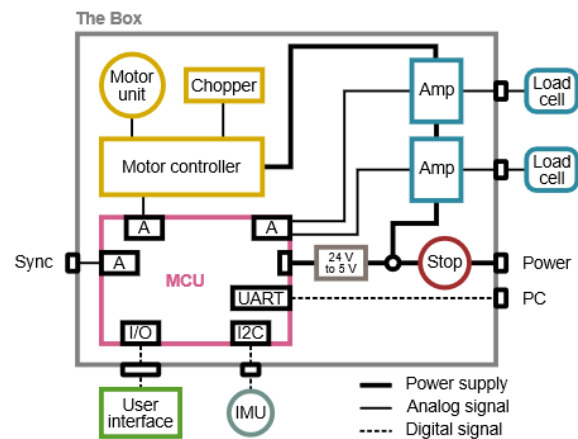 The Box
Motor
unit
Chopper
Amp
Load
cell
Motor controller
Amp
Load
cell
A
A
Sync
A
MCU
24 V
to 5 V
Stop
Power
UART
PC
I/O
I2C
User
interface
IMU
Power supply
Analog signal
Digital signal